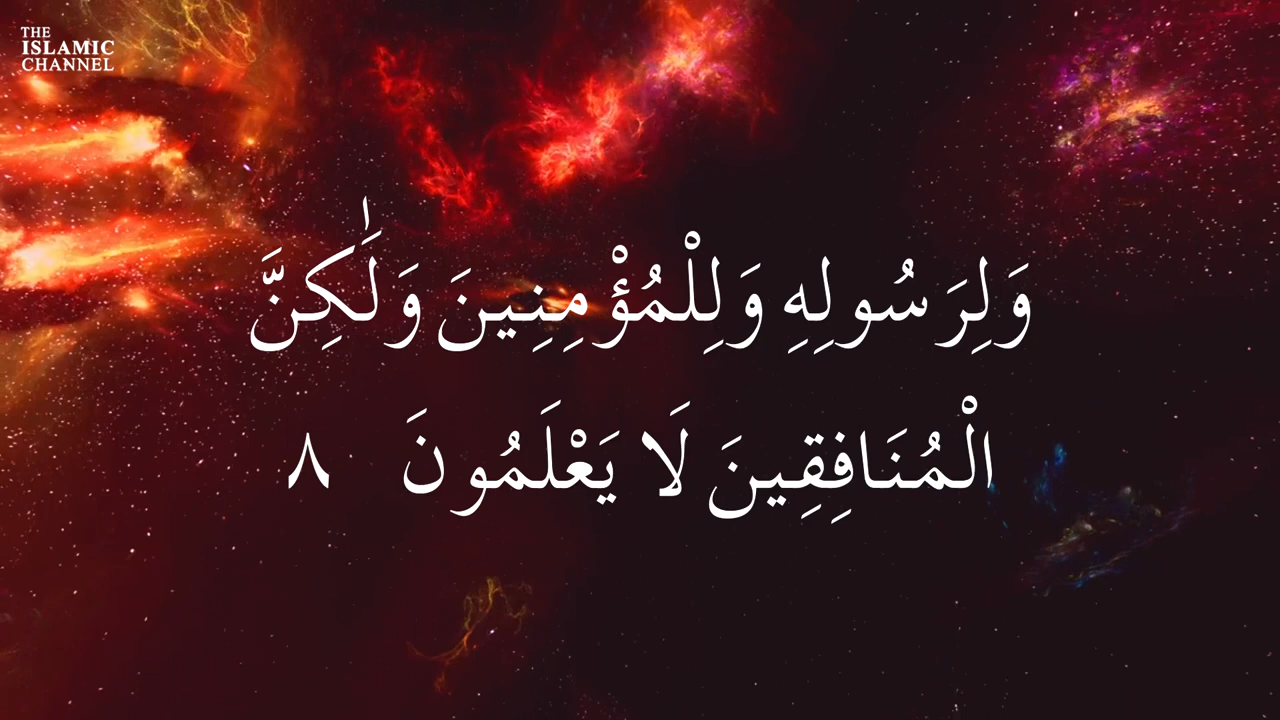 THE
ISLAMIC
CHANNEL
وَلِرَسُولِهِ وَلِلْمُؤْمِنِينَ وَلَٰكِنَّ
الْمُنَافِقِينَ لَا يَعْلَمُونَ ٨